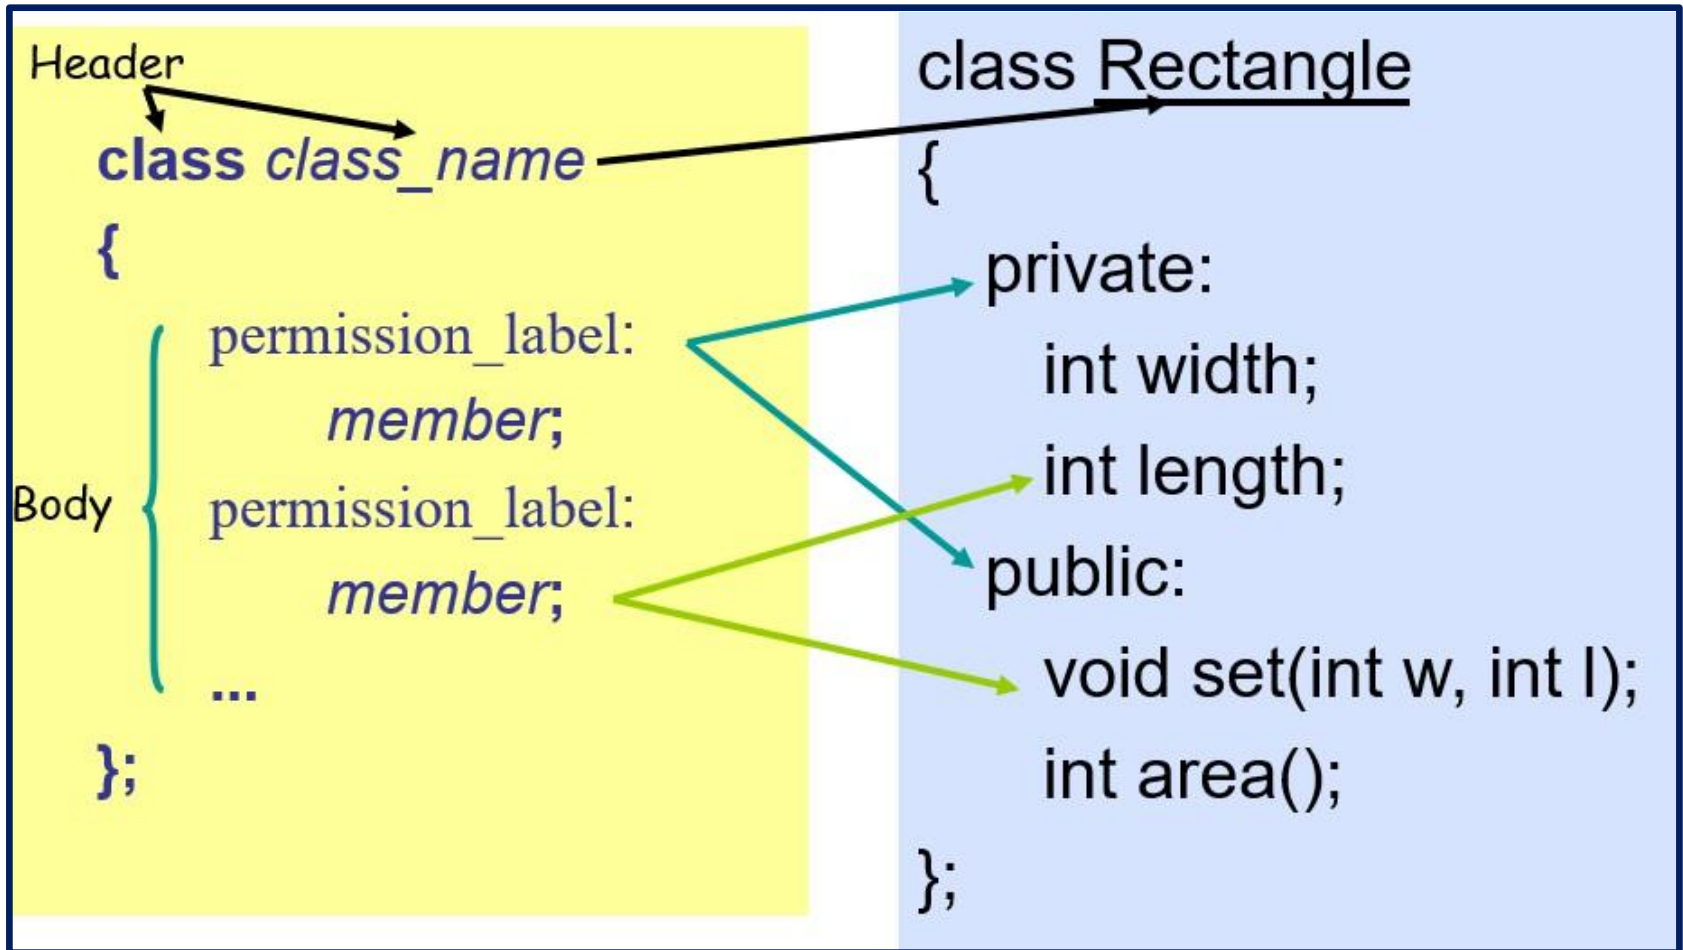 Header
class class_name
{
permission_label:
member;
Body
permission_label:
member;
...
};
class Rectangle
{
private:
int width;
int length;
public:
void set(int w, int l);
int area();
};